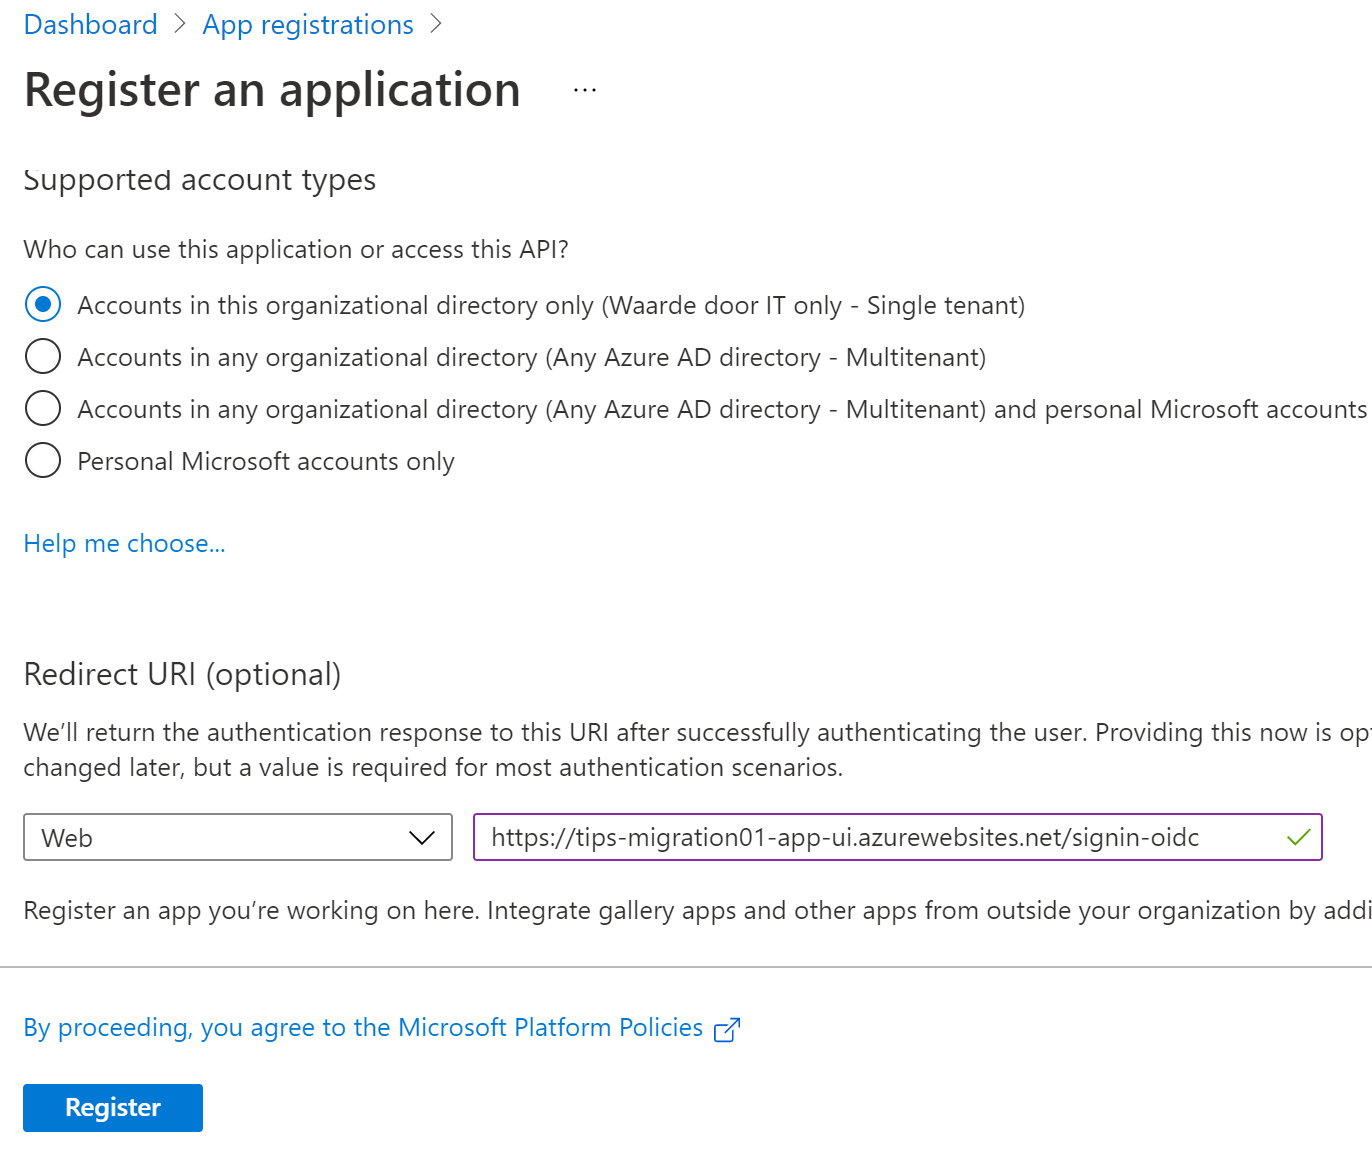 Dashboard > App registrations >
Register an application ...
Supported account types
Who can use this application or access this API?
Accounts in this organizational directory only (Waarde door IT only - Single tenant)
Accounts in any organizational directory (Any Azure AD directory - Multitenant)
Accounts in any organizational directory (Any Azure AD directory - Multitenant) and personal Microsoft accounts
Personal Microsoft accounts only
Help me choose...
Redirect URI (optional)
We’ll return the authentication response to this URI after successfully authenticating the user. Providing this now is
changed later, but a value is required for most authentication scenarios.
Web https://tips-migration01-app-ui.azurewebsites.net/signin-oidc
Register an app you’re working on here. Integrate gallery apps and other apps from outside your organization by
By proceeding, you agree to the Microsoft Platform Policies
Register